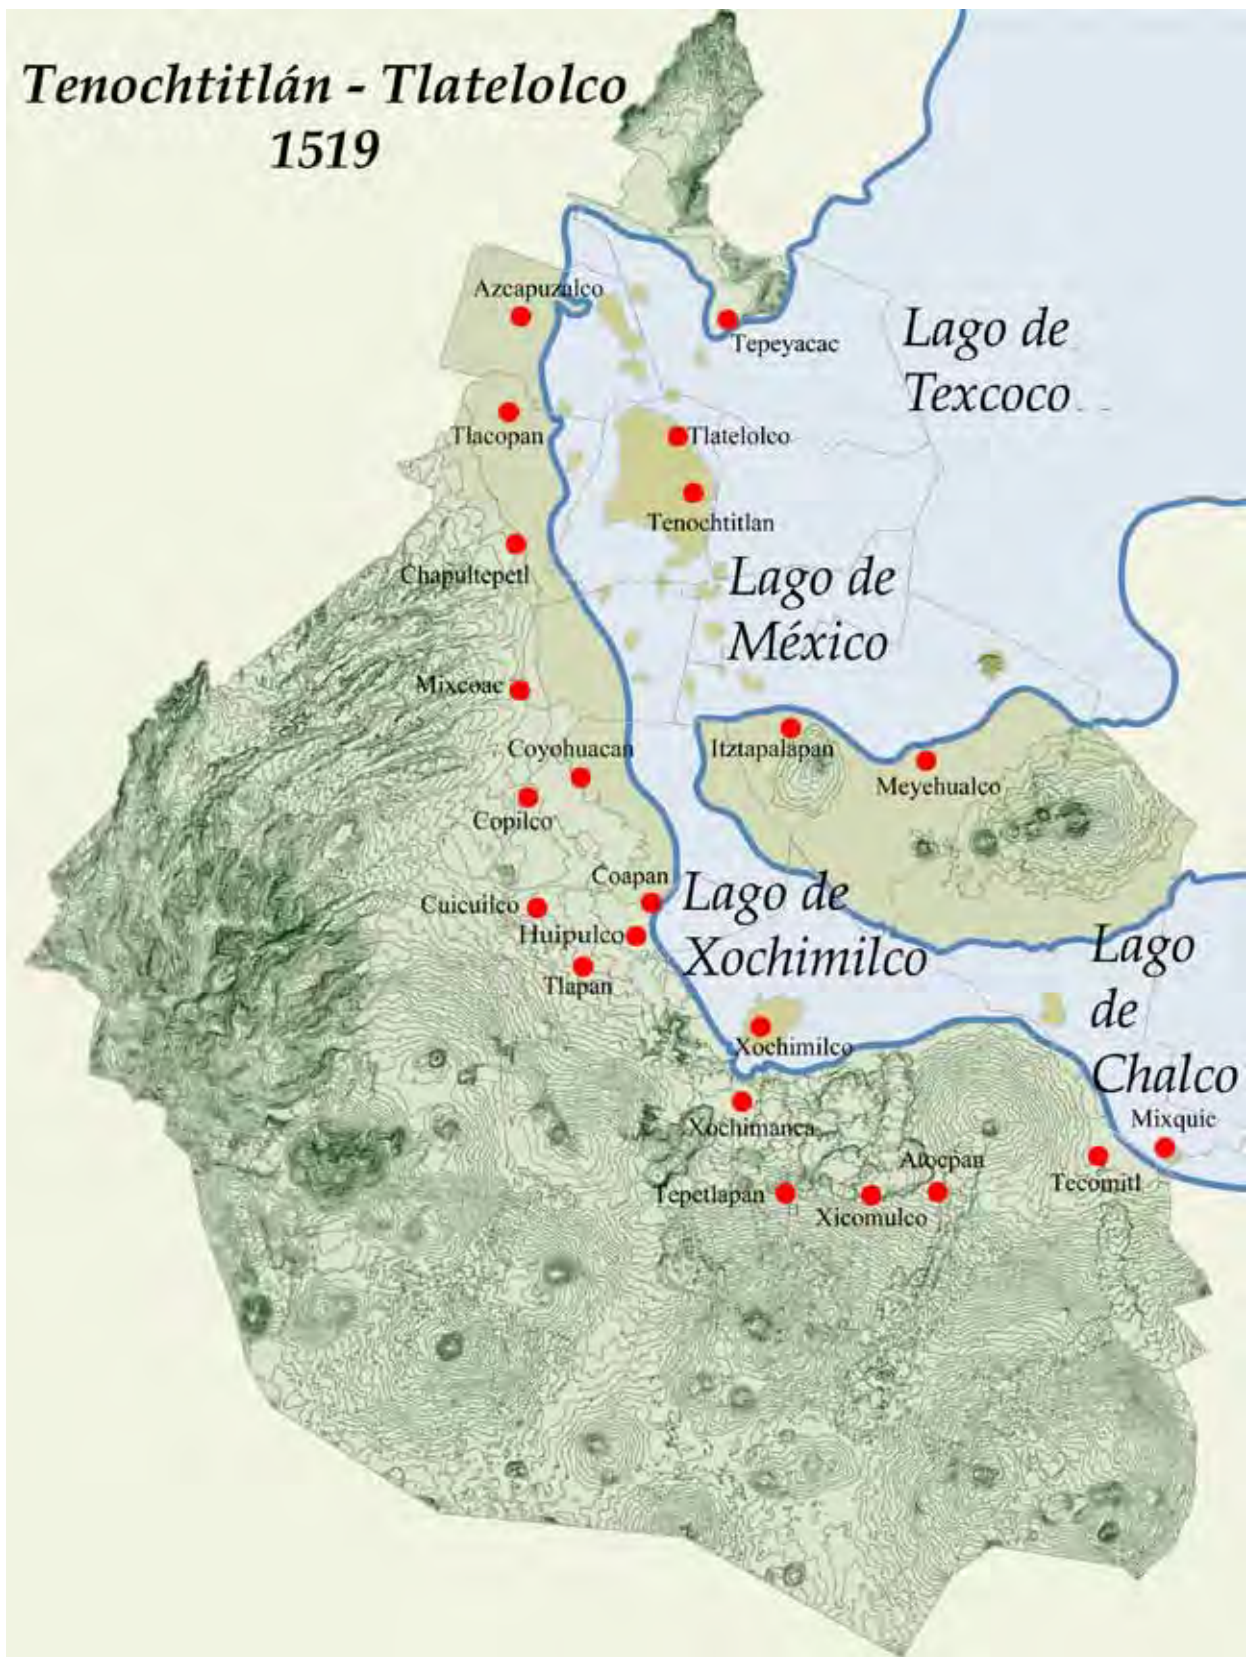 Tenochtitlán - Tlatelolco
1519
Azcapuzalco
Tepeyacac
Lago de
Texcoco
Tlacopan
Tlatelolco
Tenochtitlan
Chapultepetl
Lago de
México
Mixcoac
Coyohuacan
Itztapalapan
Meyehualco
Copilco
Coapan
Lago de
Xochimilco
Cuicuilco
Huipulco
Tlapan
Lago
de
Chalco
Xochimilco
Xochimanca
Mixquic
Atocpan
Tecomitl
Tepetlapan
Xicomulco